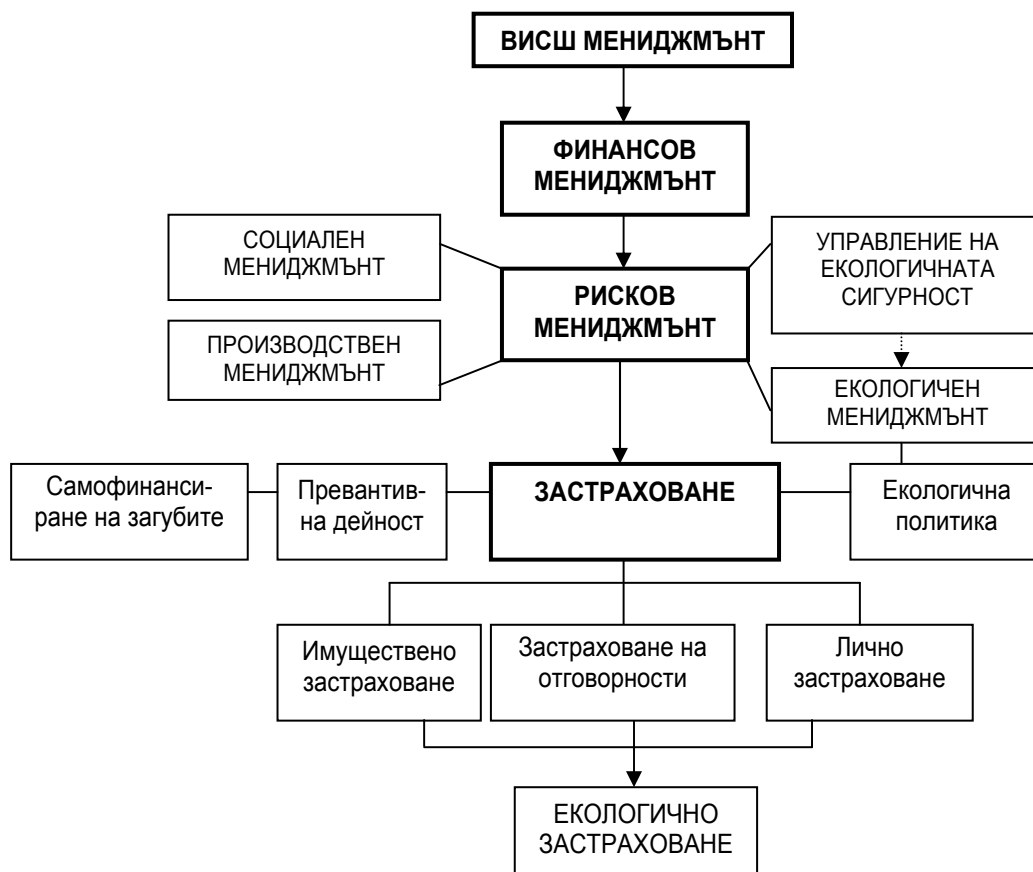 ВИСШ МЕНИДЖМЪНТ
ФИНАНСОВ
МЕНИДЖМЪНТ
СОЦИАЛЕН
МЕНИДЖМЪНТ
УПРАВЛЕНИЕ НА
ЕКОЛОГИЧНАТА
СИГУРНОСТ
РИСКОВ
МЕНИДЖМЪНТ
ПРОИЗВОДСТВЕН
МЕНИДЖМЪНТ
ЕКОЛОГИЧЕН
МЕНИДЖМЪНТ
Самофинанси-
ране на загубите
Превантив-
на дейност
ЗАСТРАХОВАНЕ
Екологична
политика
Имуществено
застраховане
Застраховане на
отговорности
Лично
застраховане
ЕКОЛОГИЧНО
ЗАСТРАХОВАНЕ